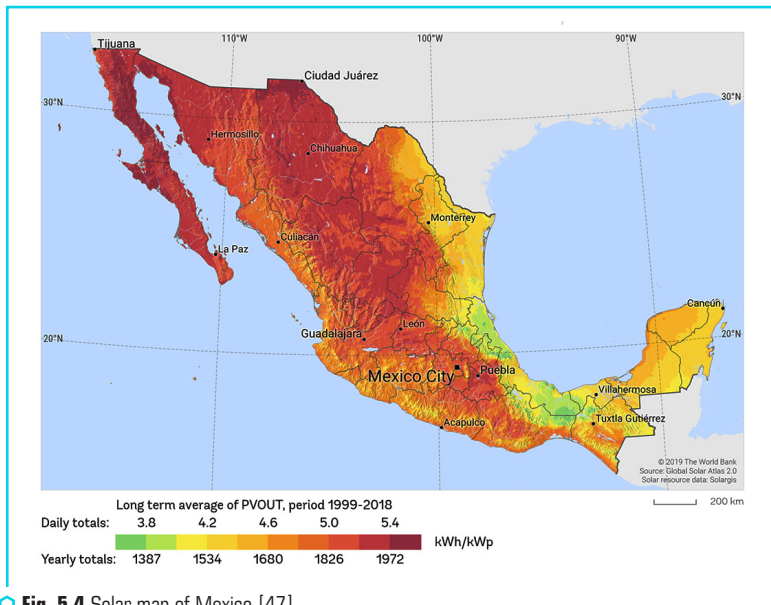 Tijuana
110°W
100°W
90°W
Ciudad Juárez
30°N
30°N
Hermosillo
Chihuahua
Monterrey
Culiacán
La Paz
Cancún
20°N
León
20°N
Guadalajara
Mexico City
Puebla
Villahermosa
Tuxtla Gutiérrez
Acapulco
© 2019 The World Bank
Source: Global Solar Atlas 2.0
Solar resource data: Solargis
200 km
Long term average of PVOUT, period 1999-2018
Daily totals: 3.8 4.2 4.6 5.0 5.4
kWh/kWp
Yearly totals: 1387 1534 1680 1826 1972
Fig. 5.4 Solar map of Mexico [47]